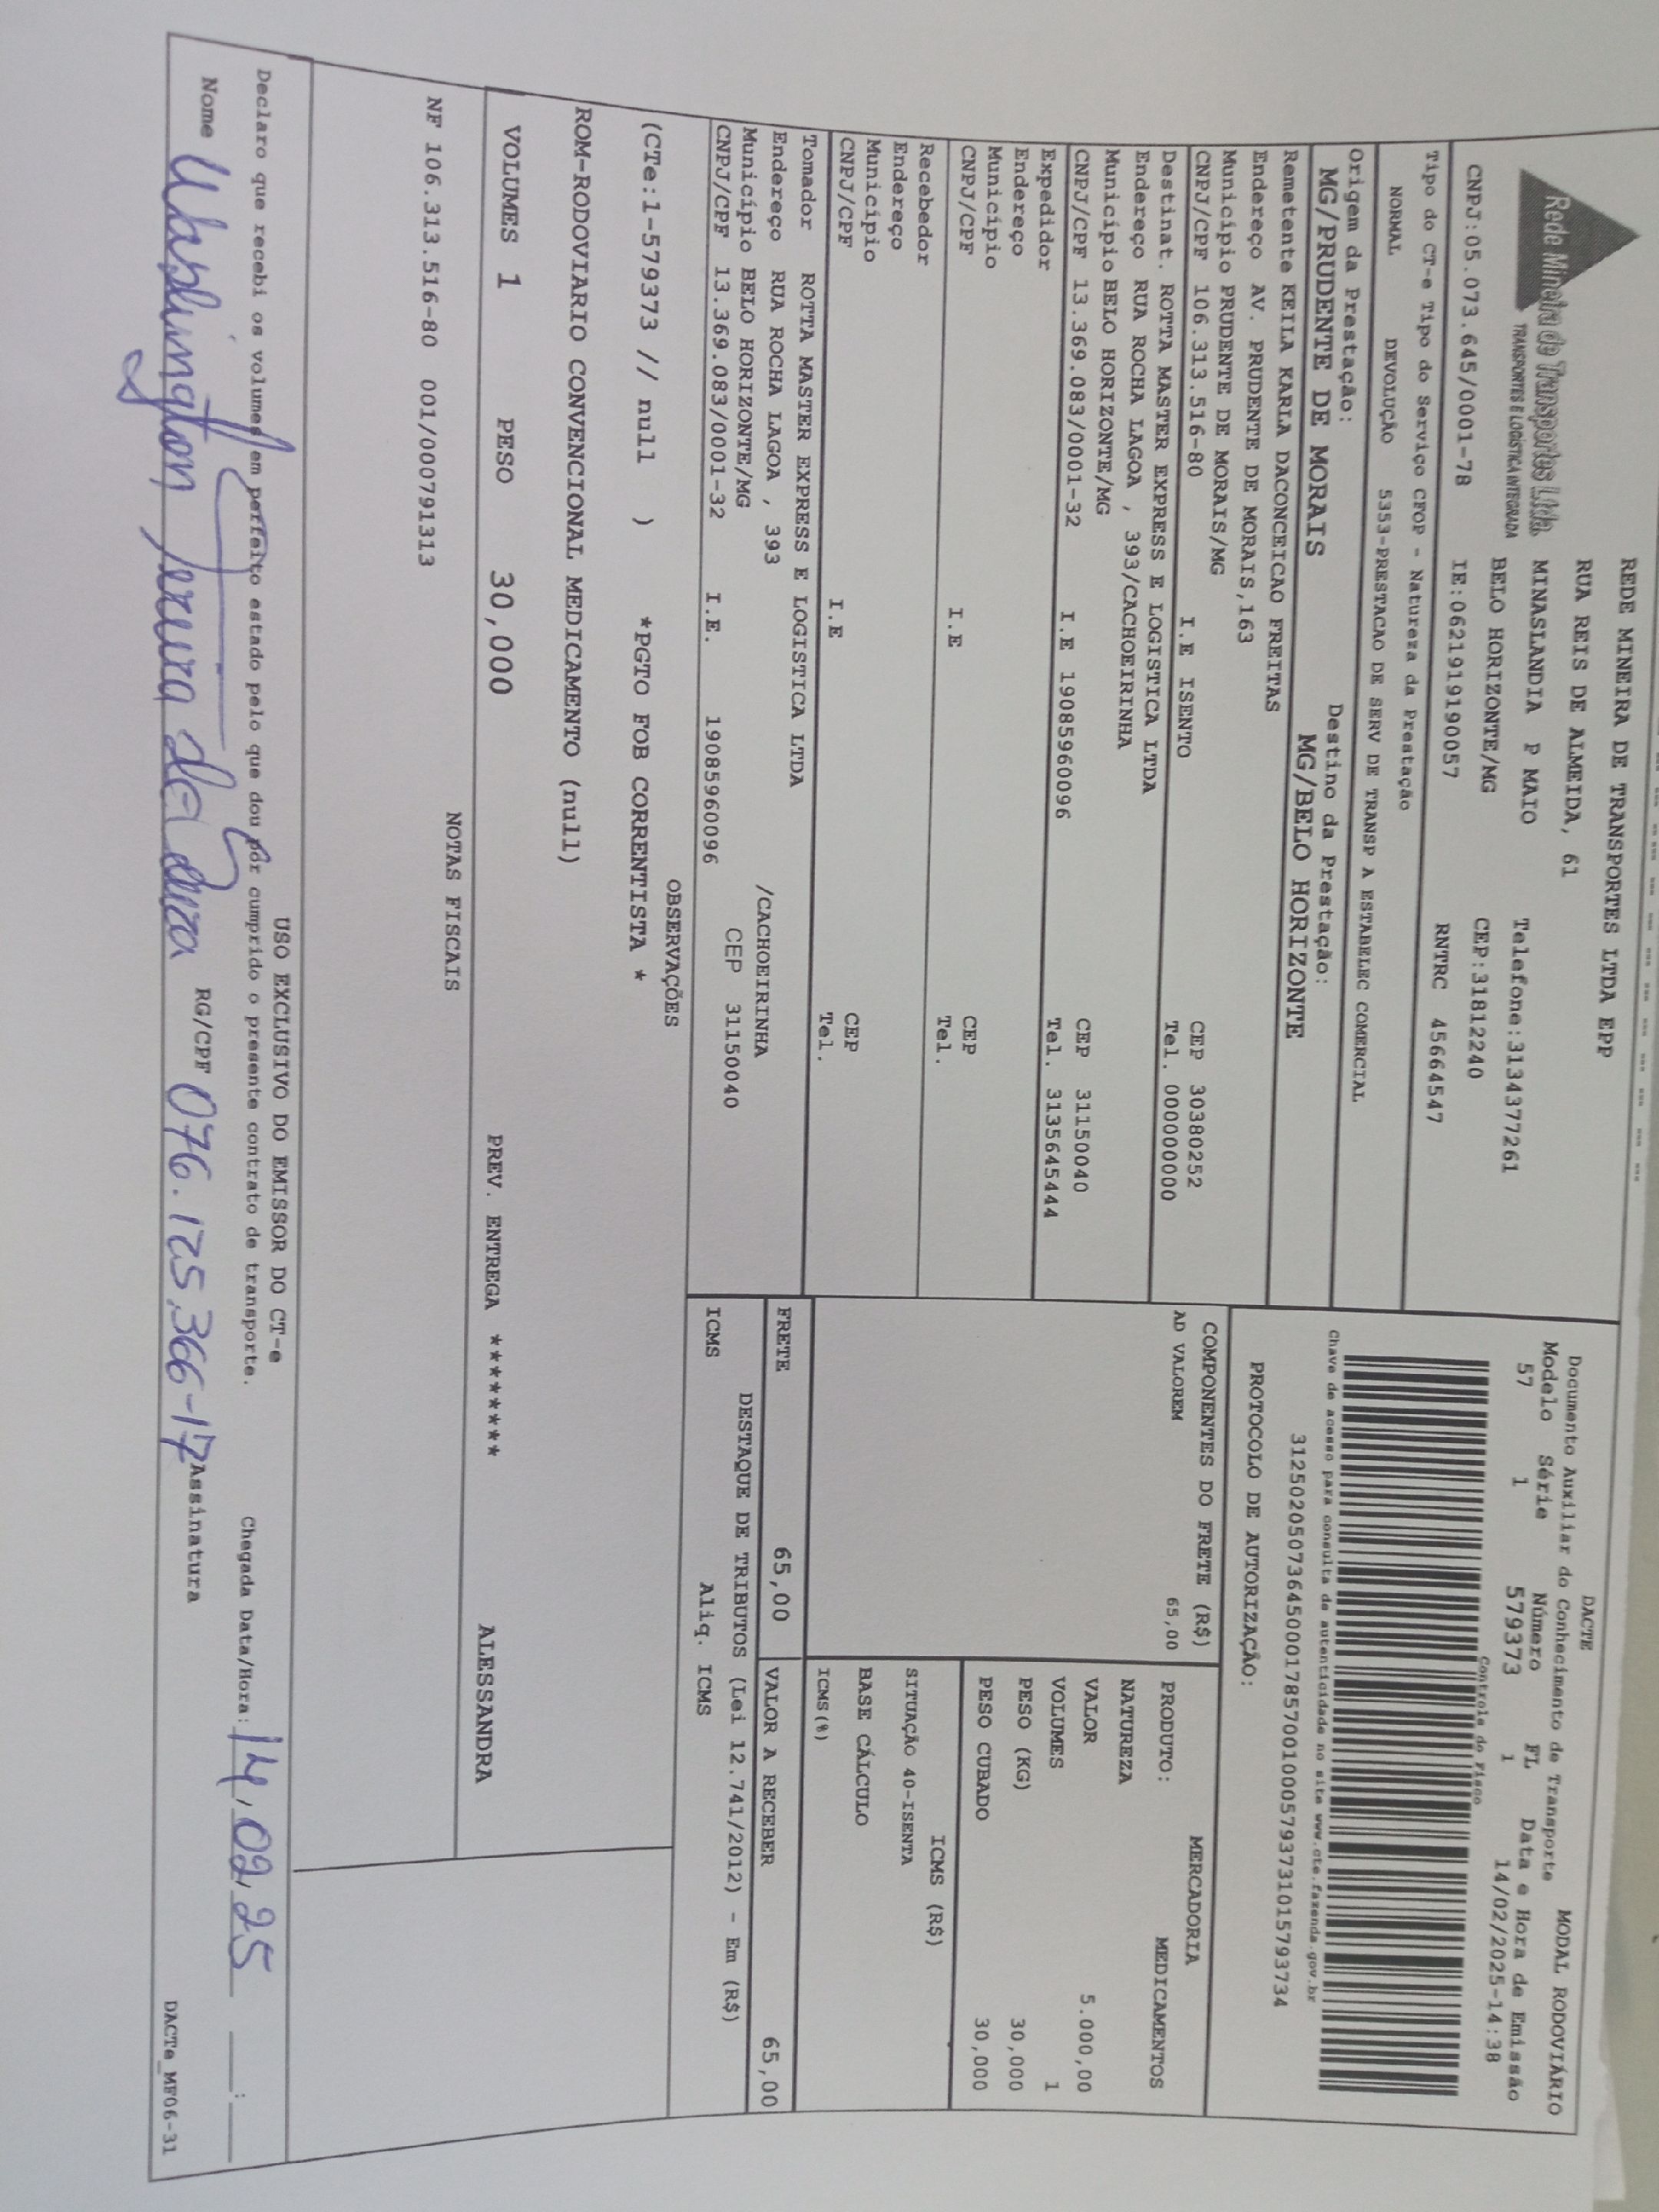 Rede Mineira de Transportes Ltda.
TRANSPORTES E LOGÍSTICA INTEGRADA
REDE MINEIRA DE TRANSPORTES LTDA EPP
RUA REIS DE ALMEIDA, 61
MINASLANDIA P MAIO Telefone:3134377261
BELO HORIZONTE/MG CEP:31812240
CNPJ:05.073.645/0001-78 IE:0621919190057 RNTRC 45664547
Tipo do CT-e Tipo do Serviço CFOP - Natureza da Prestação
NORMAL DEVOLUÇÃO 5353-PRESTACAO DE SERV DE TRANSP A ESTABELEC COMERCIAL
Origem da Prestação: Destino da Prestação:
MG/PRUDENTE DE MORAIS MG/BELO HORIZONTE
DACTE MODAL RODOVIÁRIO
Documento Auxiliar do Conhecimento de Transporte
Modelo Série Número FL Data e Hora de Emissão
57 1 579373 1 14/02/2025-14:38
Controle do Fisco
Chave de acesso para consulta de autenticidade no site www.cte.fazenda.gov.br
31250205073645000178570010005793731015793734
PROTOCOLO DE AUTORIZAÇÃO:
Remetente KEILA KARLA DACONCEICAO FREITAS
Endereço AV. PRUDENTE DE MORAIS,163
Município PRUDENTE DE MORAIS/MG CEP 30380252
CNPJ/CPF 106.313.516-80 I.E ISENTO Tel. 000000000
Destinat. ROTTA MASTER EXPRESS E LOGISTICA LTDA
Endereço RUA ROCHA LAGOA , 393/CACHOEIRINHA
Município BELO HORIZONTE/MG CEP 31150040
CNPJ/CPF 13.369.083/0001-32 I.E 1908596 0096 Tel. 3135645444
Expedidor
Endereço
Município CEP
CNPJ/CPF I.E Tel.
Recebedor
Endereço
Município CEP
CNPJ/CPF I.E Tel.
Tomador ROTTA MASTER EXPRESS E LOGISTICA LTDA
Endereço RUA ROCHA LAGOA , 393 /CACHOEIRINHA
Município BELO HORIZONTE/MG CEP 31150040
CNPJ/CPF 13.369.083/0001-32 I.E. 1908596 0096
COMPONENTES DO FRETE (R$)
AD VALOREM 65,00
MERCADORIA
PRODUTO: MEDICAMENTOS
NATUREZA
VALOR 5.000,00
VOLUMES 1
PESO (KG) 30,000
PESO CUBADO 30,000
ICMS (R$)
SITUAÇÃO 40-ISENTA
BASE CÁLCULO
ICMS(%)
FRETE 65,00 VALOR A RECEBER 65,00
DESTAQUE DE TRIBUTOS (Lei 12.741/2012) - Em (R$)
ICMS Aliq. ICMS
OBSERVAÇÕES
(CTe:1-579373 // null ) *PGTO FOB CORRENTISTA *
ROM-RODOVIARIO CONVENCIONAL MEDICAMENTO (null)
VOLUMES 1 PESO 30,000 PREV. ENTREGA ******** ALESSANDRA
NOTAS FISCAIS
NF 106.313.516-80 001/000791313
USO EXCLUSIVO DO EMISSOR DO CT-e
Declaro que recebi os volumes em perfeito estado pelo que dou por cumprido o presente contrato de transporte. Chegada Data/Hora: 14,02,25 ___:___
Nome RG/CPF 076.125,366-17 Assinatura
DACTe_MF06-31